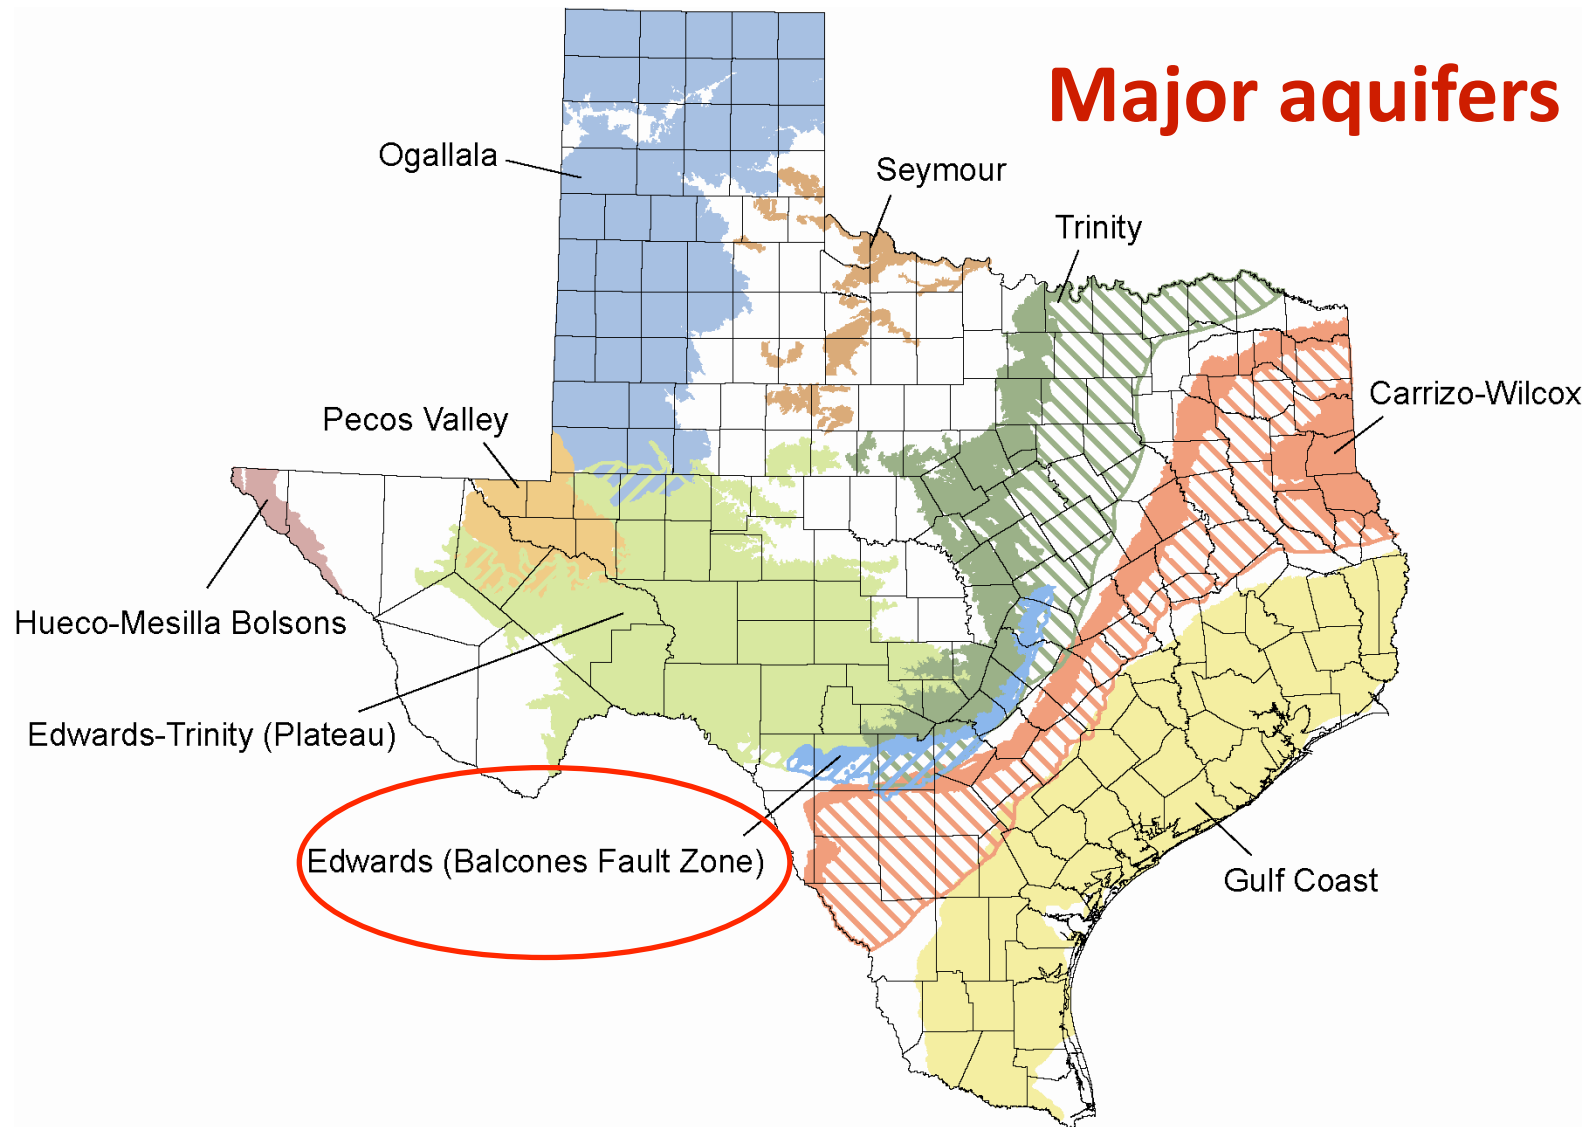 Major aquifers
Ogallala
Seymour
Trinity
Carrizo-Wilcox
Pecos Valley
Hueco-Mesilla Bolsons
Edwards-Trinity (Plateau)
Edwards (Balcones Fault Zone)
Gulf Coast